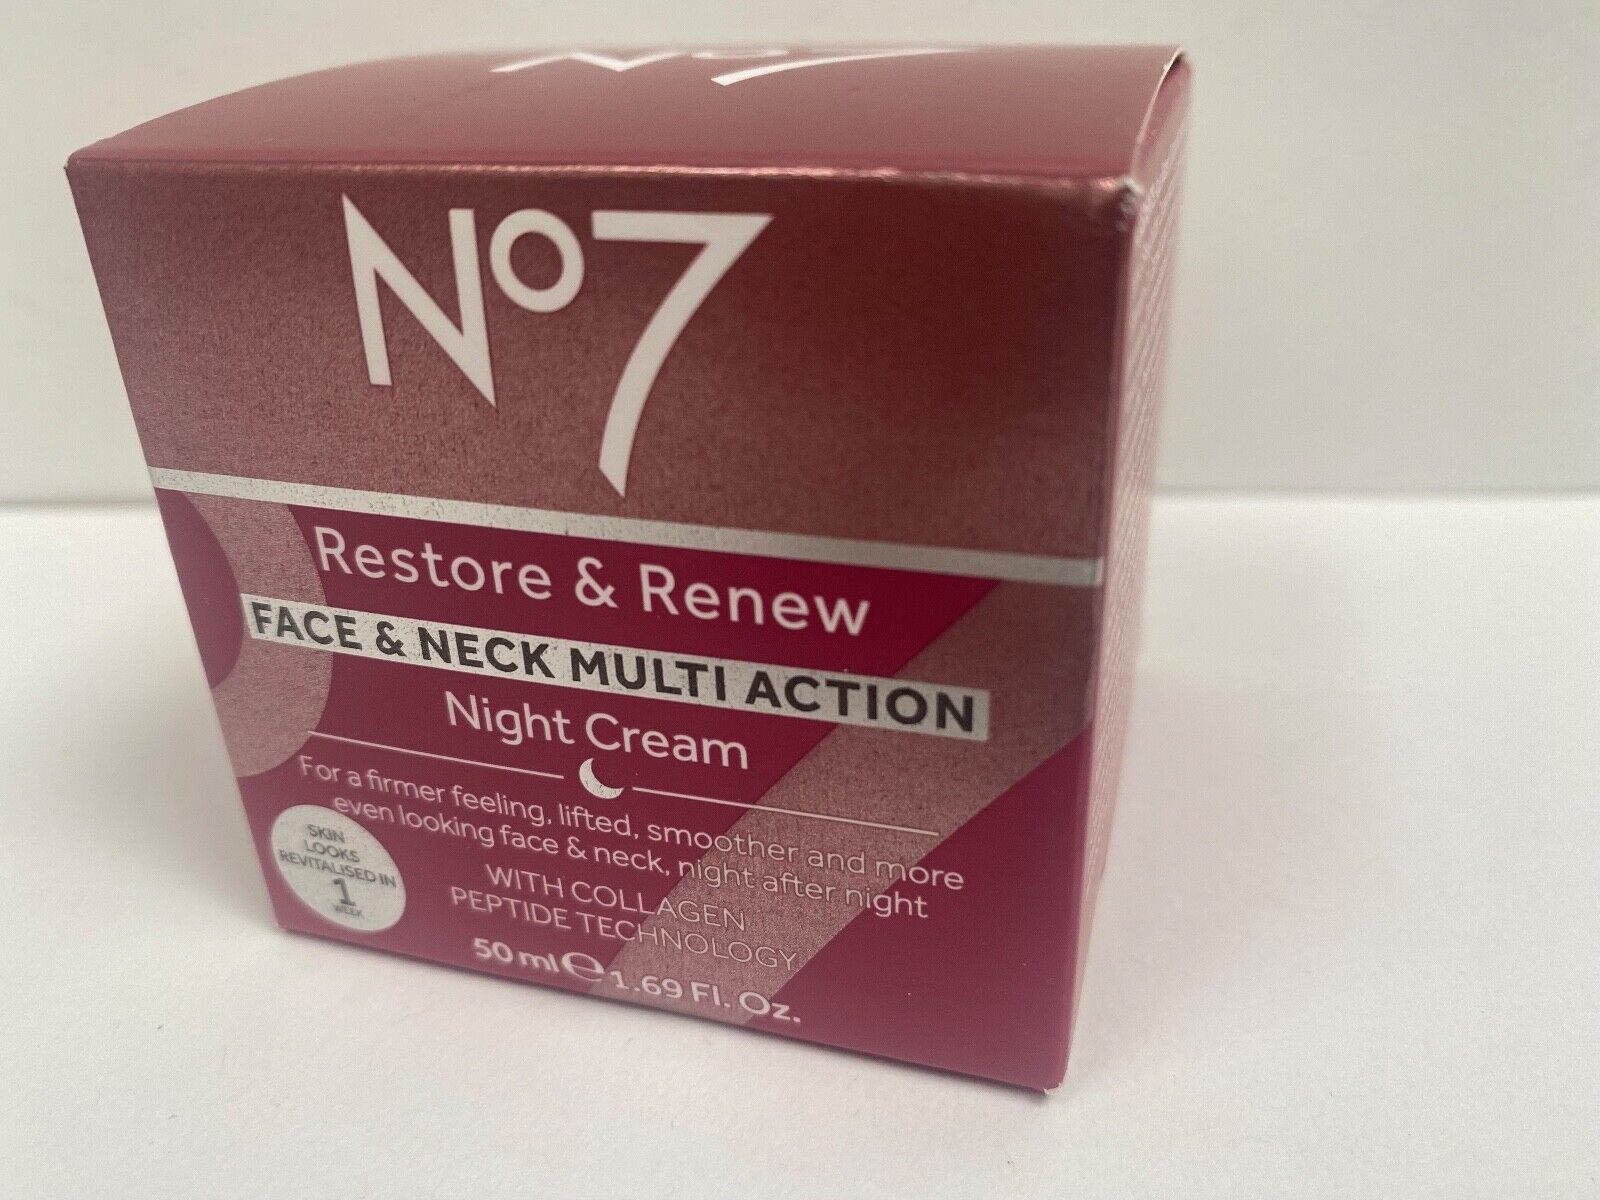 No7
No7
Restore & Renew
FACE & NECK MULTI ACTION
Night Cream
For a firmer feeling, lifted, smoother and more
even looking face & neck, night after night
WITH COLLAGEN
PEPTIDE TECHNOLOGY
50 ml ℮ 1.69 Fl. Oz.
SKIN
LOOKS
REVITALISED IN
1
WEEK